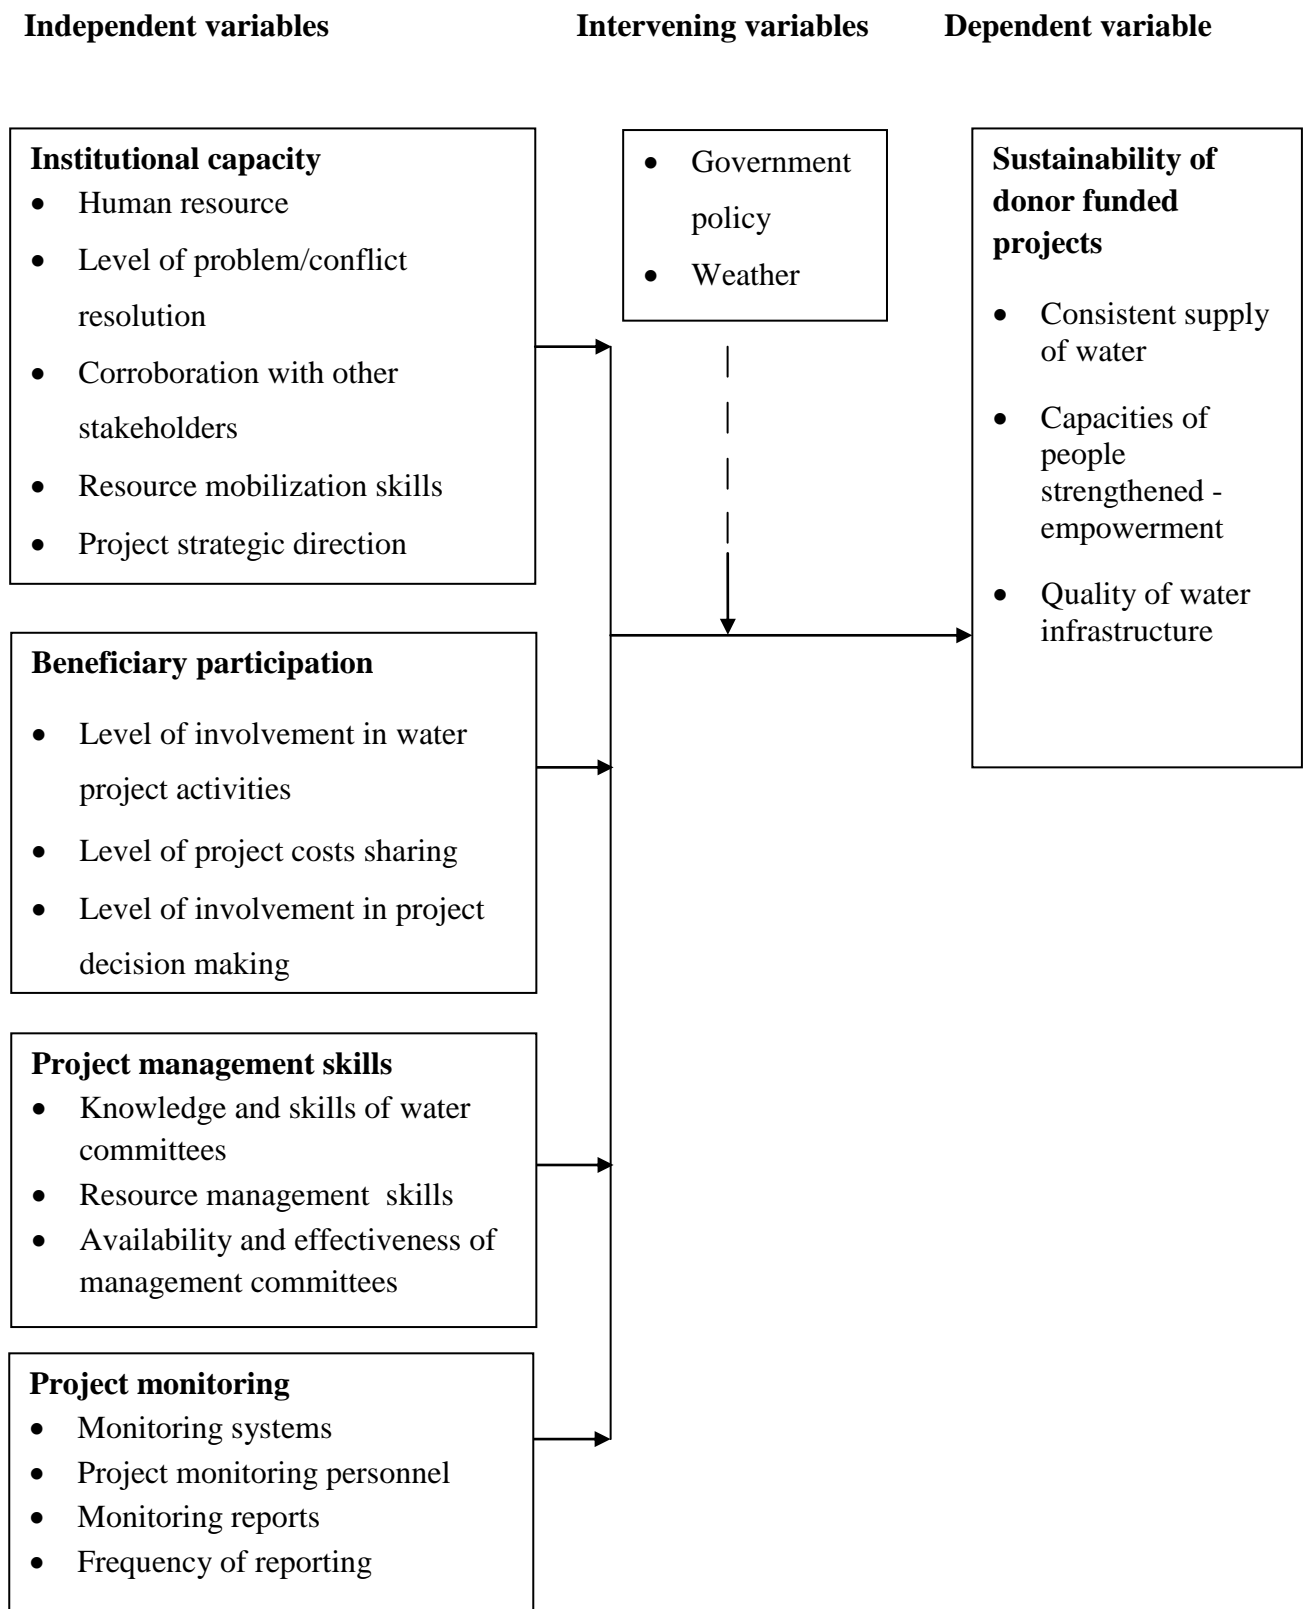 Independent variables
Intervening variables
Dependent variable
Institutional capacity
• Human resource
• Level of problem/conflict
resolution
• Corroboration with other
stakeholders
• Resource mobilization skills
• Project strategic direction
Beneficiary participation
• Level of involvement in water
project activities
• Level of project costs sharing
• Level of involvement in project
decision making
Project management skills
• Knowledge and skills of water
committees
• Resource management  skills
• Availability and effectiveness of
management committees
Project monitoring
• Monitoring systems
• Project monitoring personnel
• Monitoring reports
• Frequency of reporting
• Government
policy
• Weather
Sustainability of
donor funded
projects
• Consistent supply
of water
• Capacities of
people
strengthened -
empowerment
• Quality of water
infrastructure